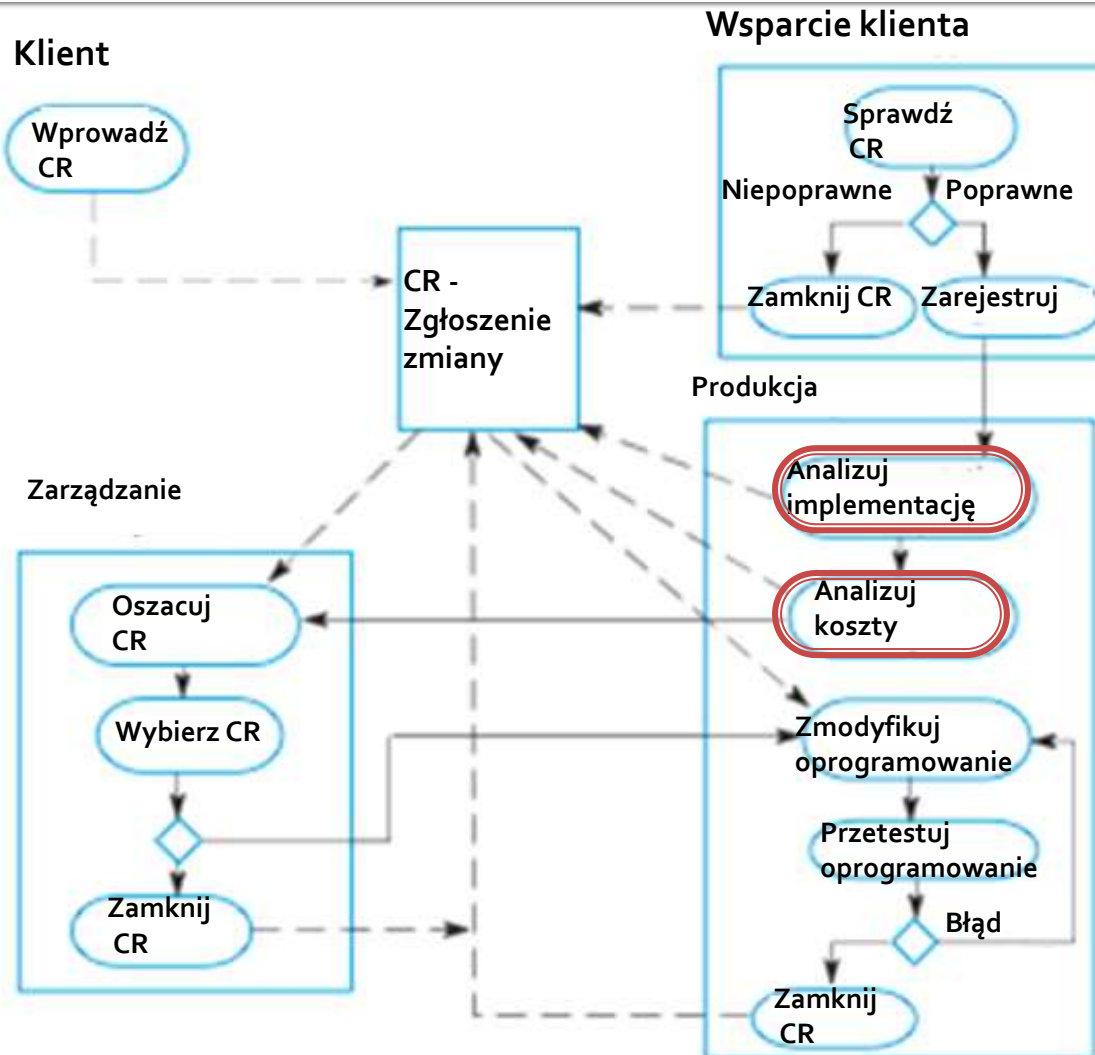 Klient
Wsparcie klienta
Wprowadź
CR
Sprawdź
CR
Niepoprawne
Poprawne
CR -
Zgłoszenie
zmiany
Zamknij CR
Zarejestruj
Produkcja
Analizuj
implementację
Zarządzanie
Oszacuj
CR
Analizuj
koszty
Wybierz CR
Zmodyfikuj
oprogramowanie
Przetestuj
oprogramowanie
Zamknij
CR
Błąd
Zamknij
CR